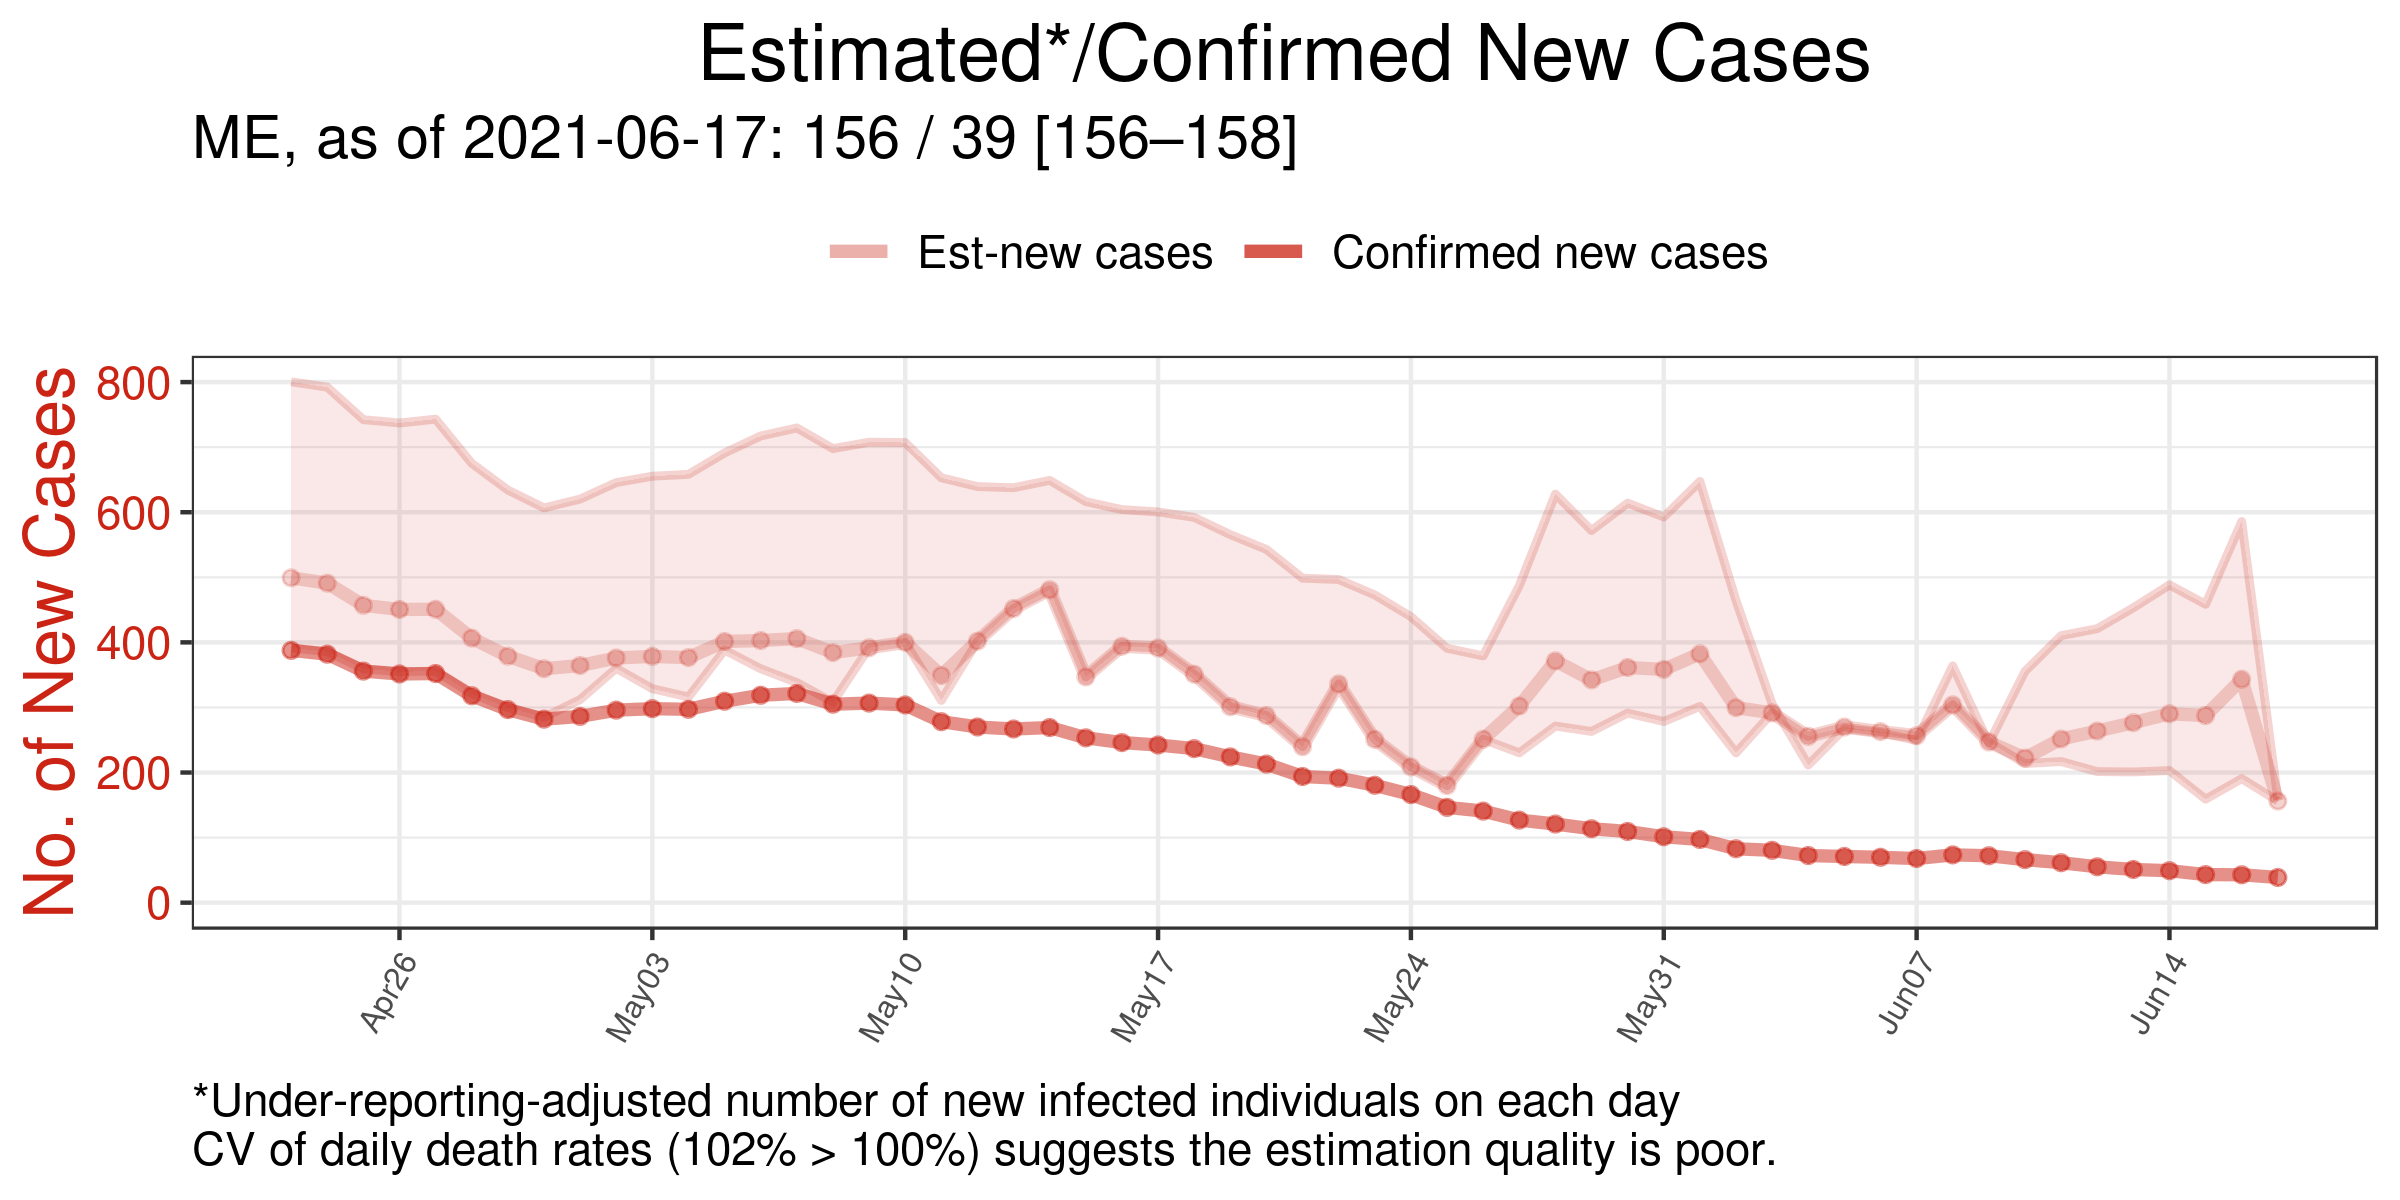 Estimated*/Confirmed New Cases
ME, as of 2021-06-17: 156 / 39 [156–158]
Est-new cases
Confirmed new cases
No. of New Cases
800
600
400
200
0
Apr26
May03
May10
May17
May24
May31
Jun07
Jun14
*Under-reporting-adjusted number of new infected individuals on each day
CV of daily death rates (102% > 100%) suggests the estimation quality is poor.